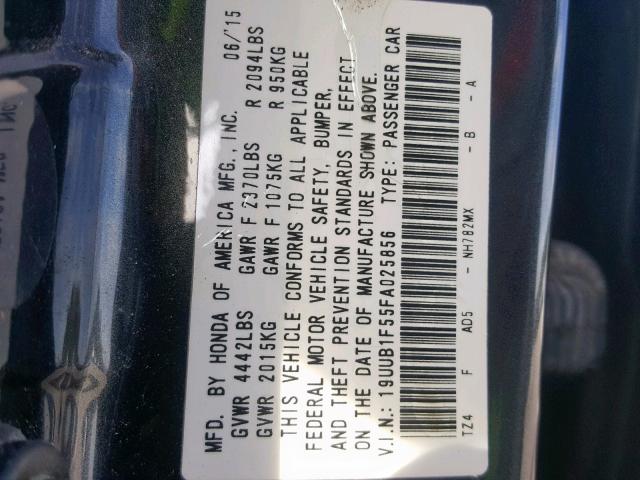 MFD. BY HONDA OF AMERICA MFG., INC. 06/15
GVWR 4442LBS GAWR F 2370LBS R 2094LBS
GVWR 2015KG GAWR F 1075KG R 950KG
THIS VEHICLE CONFORMS TO ALL APPLICABLE
FEDERAL MOTOR VEHICLE SAFETY, BUMPER,
AND THEFT PREVENTION STANDARDS IN EFFECT
ON THE DATE OF MANUFACTURE SHOWN ABOVE.
V.I.N.: 19UUB1F55FA025856 TYPE: PASSENGER CAR
TZ4 F AD5 - NH782MX - B - A